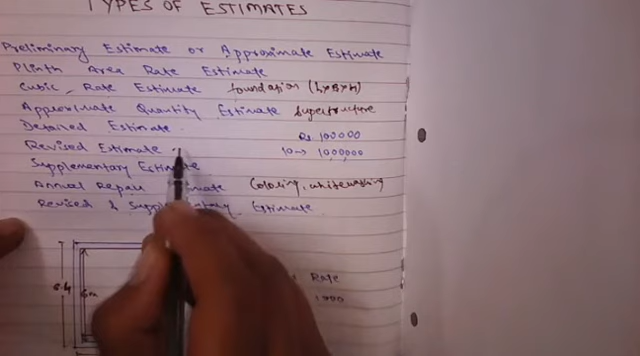 TYPES OF ESTIMATES
Preliminary Estimate or Approximate Estimate
Plinth Area Rate Estimate
Cubic Rate Estimate foundation (L×B×H)
Approximate Quantity Estimate Superstructure
Detailed Estimate Rs. 100000
Revised Estimate 10 → 1000,000
Supplementary Estimate
Annual Repair Estimate Coloring, whitewashing
Revised & Supplementary Estimate
Rate